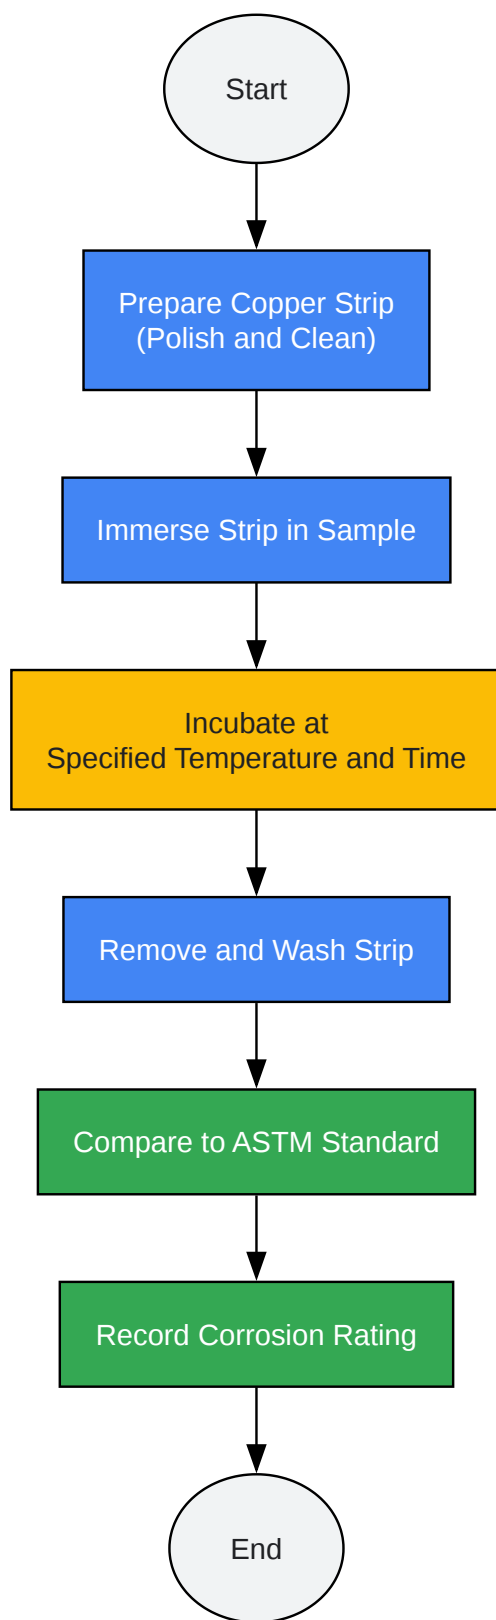 Start
Prepare Copper Strip
(Polish and Clean)
Immerse Strip in Sample
Incubate at
Specified Temperature and Time
Remove and Wash Strip
Compare to ASTM Standard
Record Corrosion Rating
End